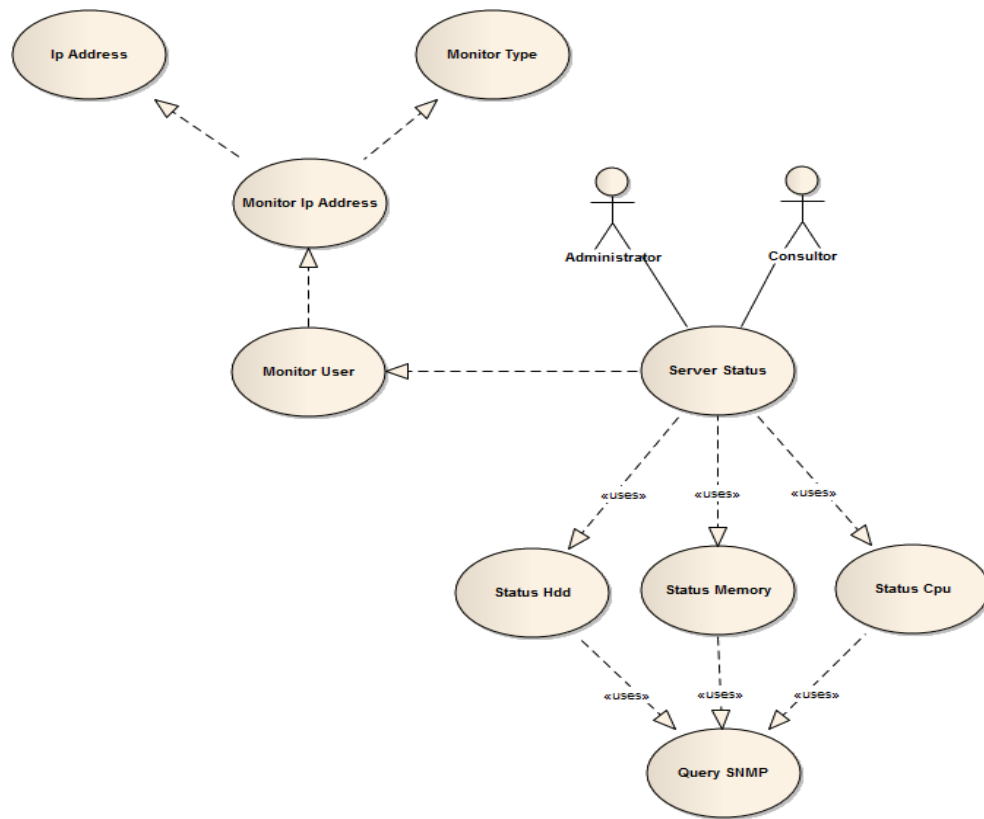 Ip Address
Monitor Type
Monitor Ip Address
Administrator
Consultor
Monitor User
Server Status
«uses»
«uses»
«uses»
Status Hdd
Status Memory
Status Cpu
«uses»
«uses»
«uses»
Query SNMP